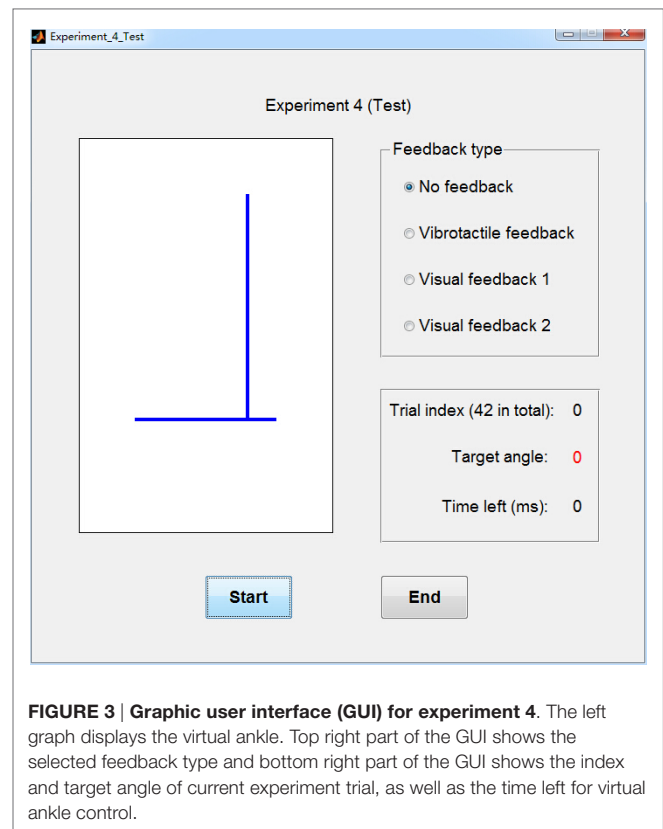 Experiment_4_Test
Experiment 4 (Test)
Feedback type
No feedback
Vibrotactile feedback
Visual feedback 1
Visual feedback 2
Trial index (42 in total): 0
Target angle: 0
Time left (ms): 0
Start End
FIGURE 3 | Graphic user interface (GUI) for experiment 4. The left
graph displays the virtual ankle. Top right part of the GUI shows the
selected feedback type and bottom right part of the GUI shows the index
and target angle of current experiment trial, as well as the time left for virtual
ankle control.